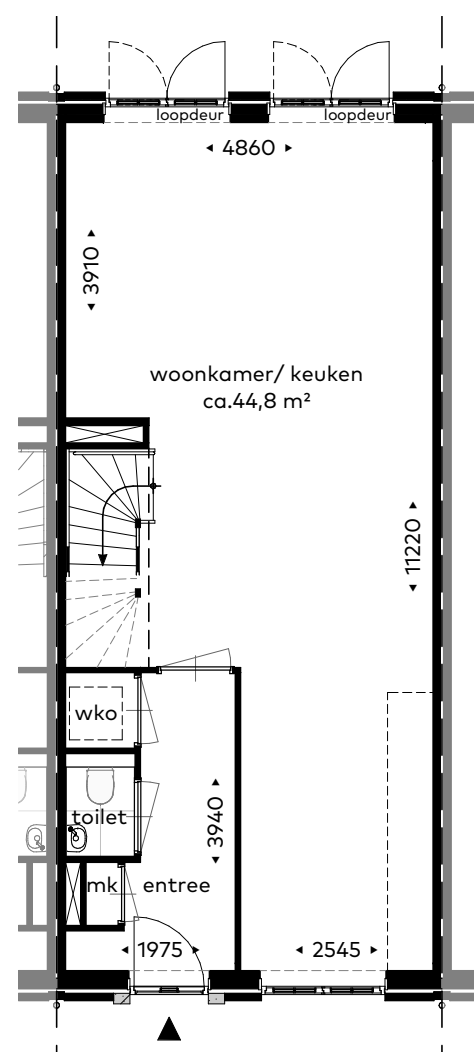 loopdeur loopdeur
4860
3910
woonkamer/ keuken
ca.44,8 m²
11220
wko
toilet
3940
mk entree
1975 2545